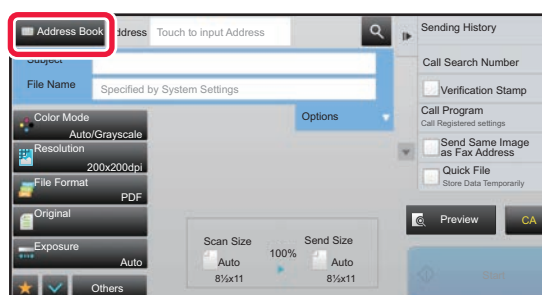 Address Book
ddress
Touch to input Address
Sending History
Subject
Call Search Number
File Name
Specified by System Settings
Verification Stamp
Color Mode
Auto/Grayscale
Options
Call Program
Call Registered settings
Resolution
200x200dpi
Send Same Image
as Fax Address
File Format
PDF
Quick File
Store Data Temporarily
Original
Preview
CA
Exposure
Auto
Scan Size
Auto
8½x11
100%
Send Size
Auto
8½x11
Others
Start